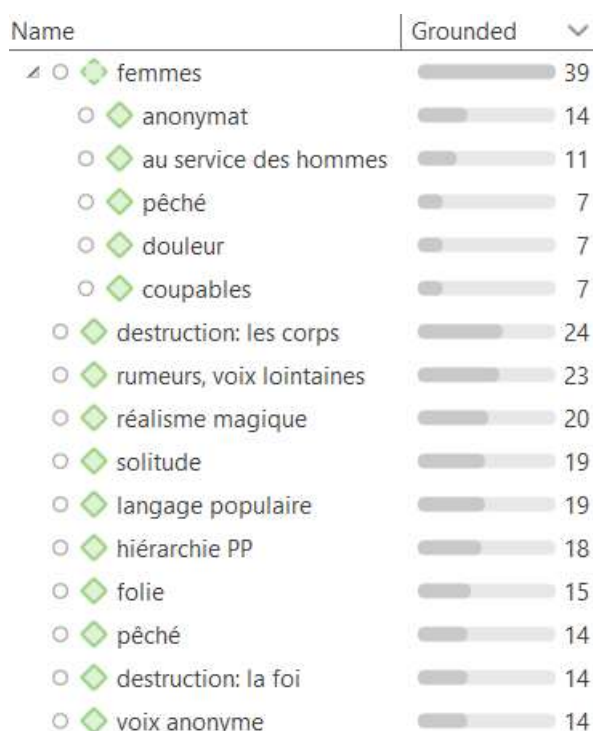 Name Grounded
femmes 39
anonymat 14
au service des hommes 11
pêché 7
douleur 7
coupables 7
destruction: les corps 24
rumeurs, voix lointaines 23
réalisme magique 20
solitude 19
langage populaire 19
hiérarchie PP 18
folie 15
pêché 14
destruction: la foi 14
voix anonyme 14